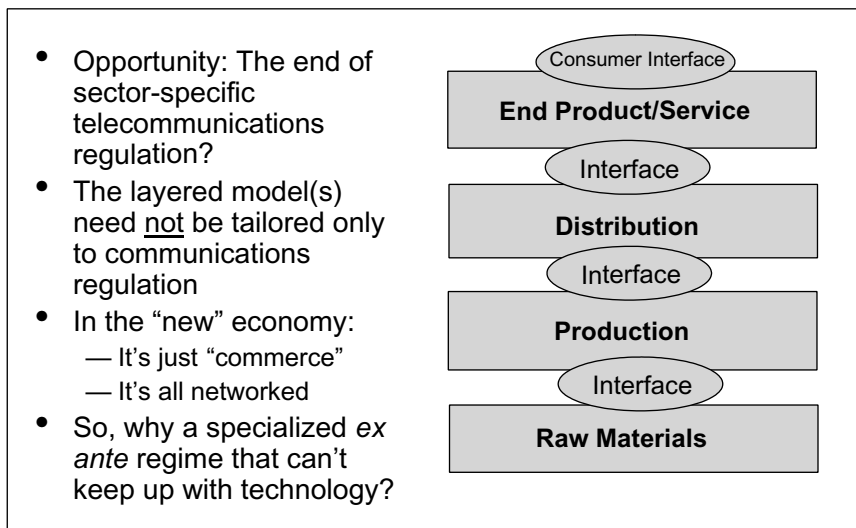 • Opportunity: The end of
sector-specific
telecommunications
regulation?
• The layered model(s)
need not be tailored only
to communications
regulation
• In the “new” economy:
— It’s just “commerce”
— It’s all networked
• So, why a specialized ex
ante regime that can’t
keep up with technology?
Consumer Interface
End Product/Service
Interface
Distribution
Interface
Production
Interface
Raw Materials